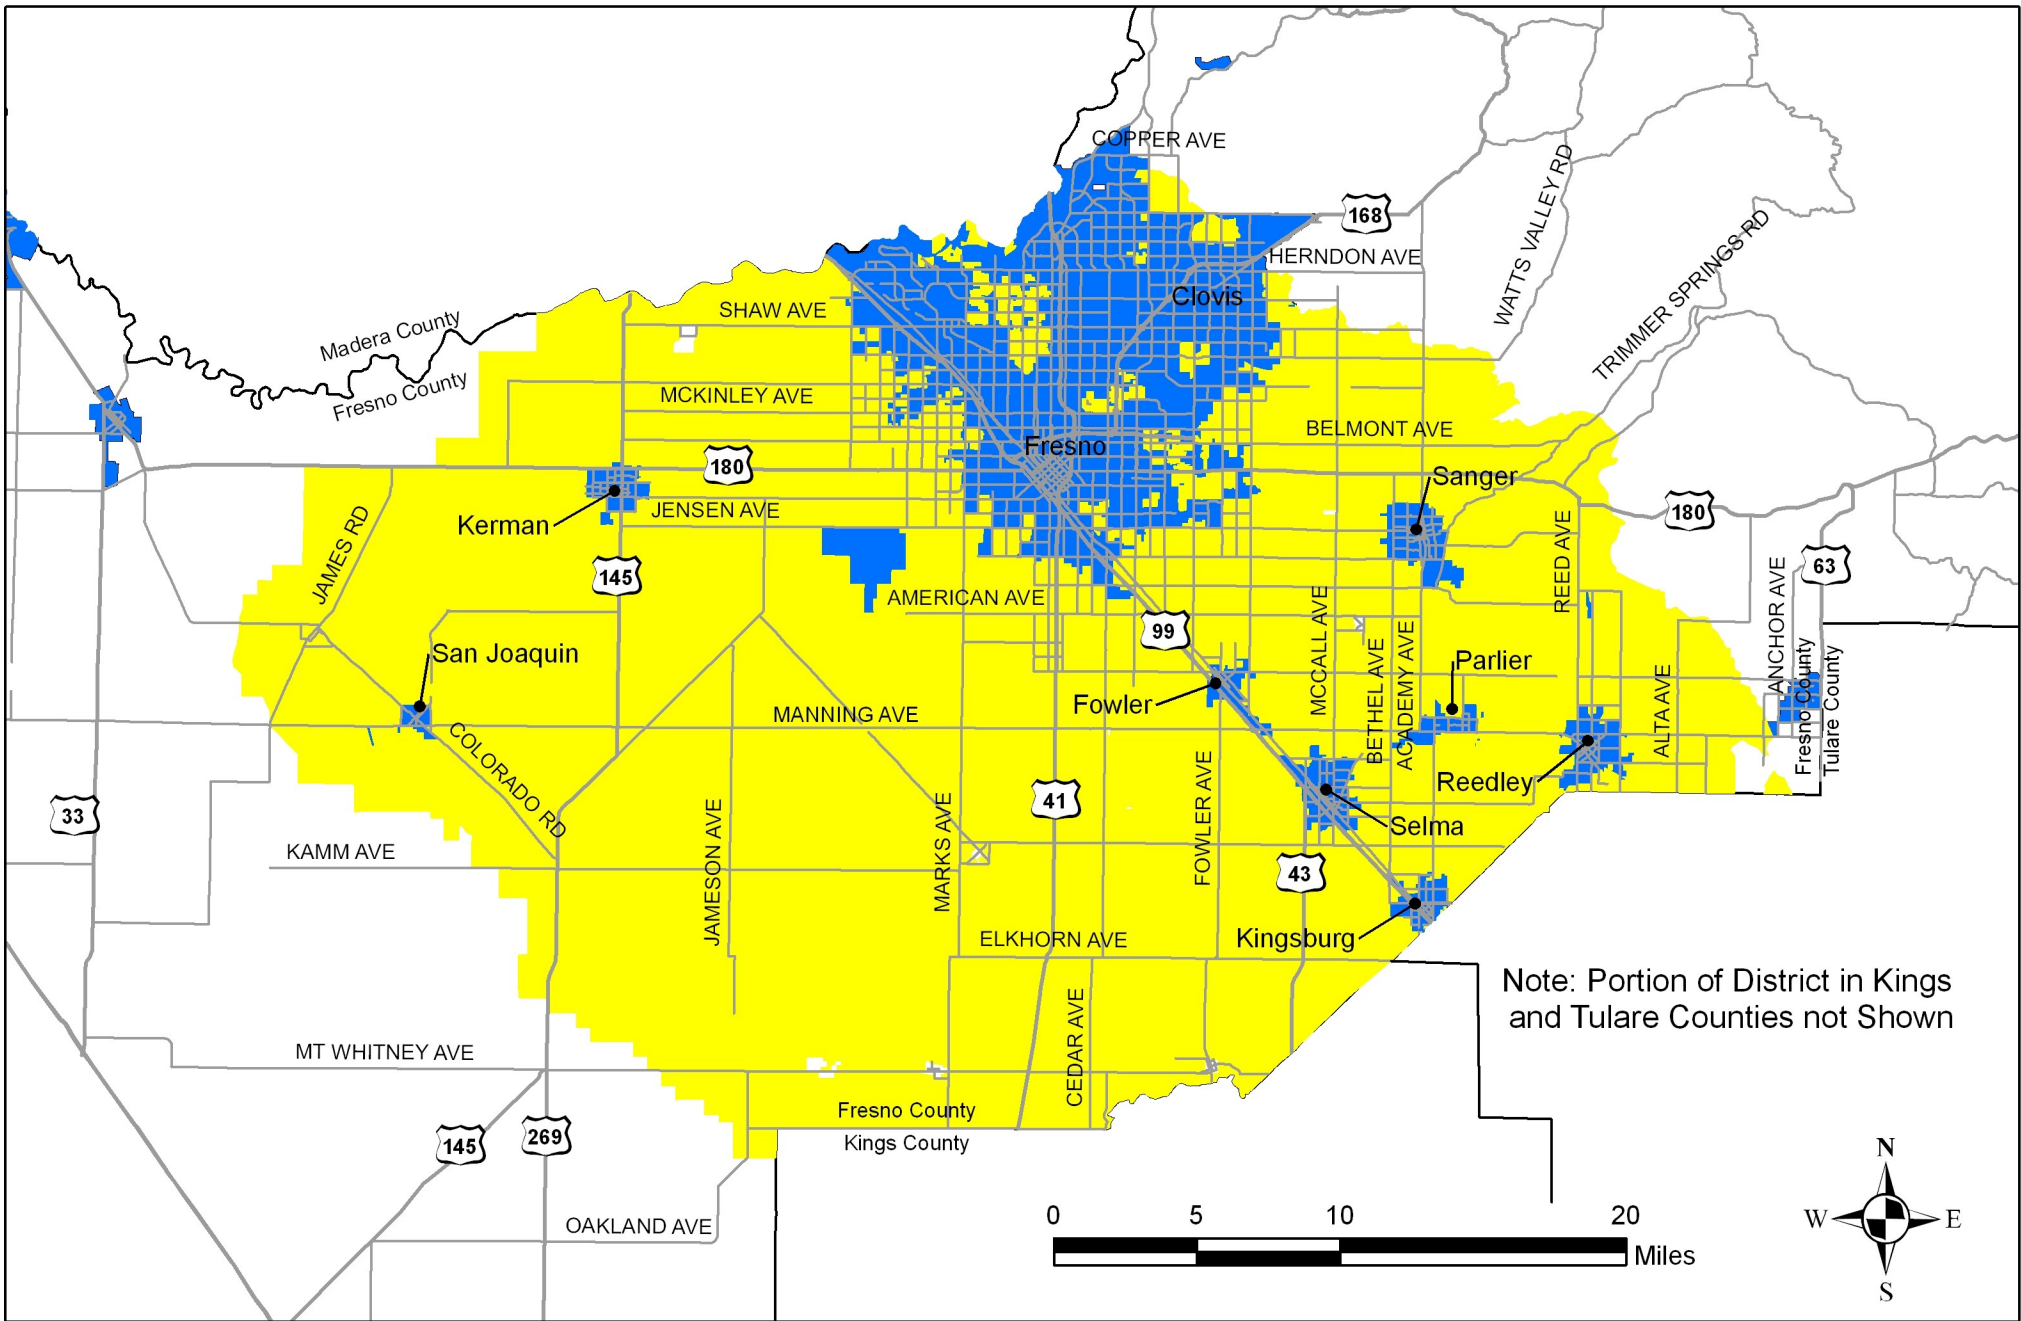 COPPER AVE
168
HERNDON AVE
WATTS VALLEY RD
TRIMMER SPRINGS RD
Clovis
SHAW AVE
Madera County
Fresno County
MCKINLEY AVE
BELMONT AVE
Fresno
180
Sanger
Kerman
JENSEN AVE
180
JAMES RD
145
REED AVE
63
AMERICAN AVE
ANCHOR AVE
99
MCCALL AVE
San Joaquin
BETHEL AVE
ACADEMY AVE
Parlier
Fresno County
Tulare County
Fowler
MANNING AVE
ALTA AVE
COLORADO RD
Reedley
33
41
FOWLER AVE
Selma
KAMM AVE
JAMESON AVE
MARKS AVE
43
ELKHORN AVE
Kingsburg
Note: Portion of District in Kings
and Tulare Counties not Shown
CEDAR AVE
MT WHITNEY AVE
Fresno County
Kings County
145
269
OAKLAND AVE
0 5 10 20
Miles
N
W E
S